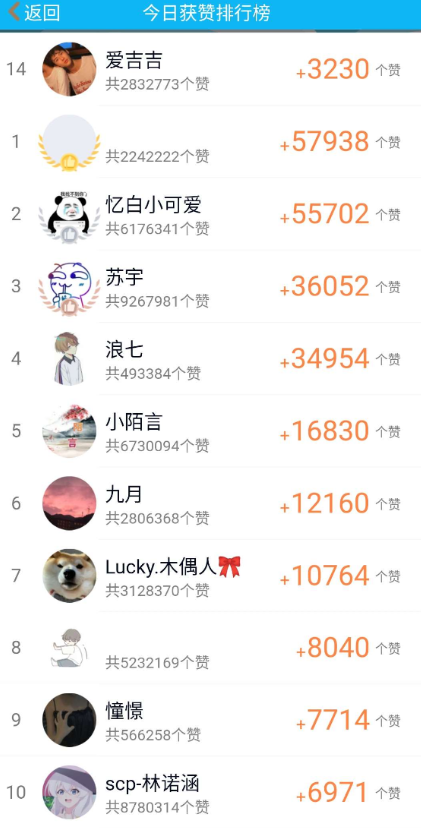 返回 今日获赞排行榜
14 爱吉吉 +3230 个赞
共2832773个赞
1 +57938 个赞
共2242222个赞
2 忆白小可爱 +55702 个赞
共6176341个赞
3 苏宇 +36052 个赞
共9267981个赞
4 浪七 +34954 个赞
共493384个赞
5 小陌言 +16830 个赞
共6730094个赞
6 九月 +12160 个赞
共2806368个赞
7 Lucky.木偶人🎀 +10764 个赞
共3128370个赞
8 +8040 个赞
共5232169个赞
9 憧憬 +7714 个赞
共566258个赞
10 scp-林诺涵 +6971 个赞
共8780314个赞